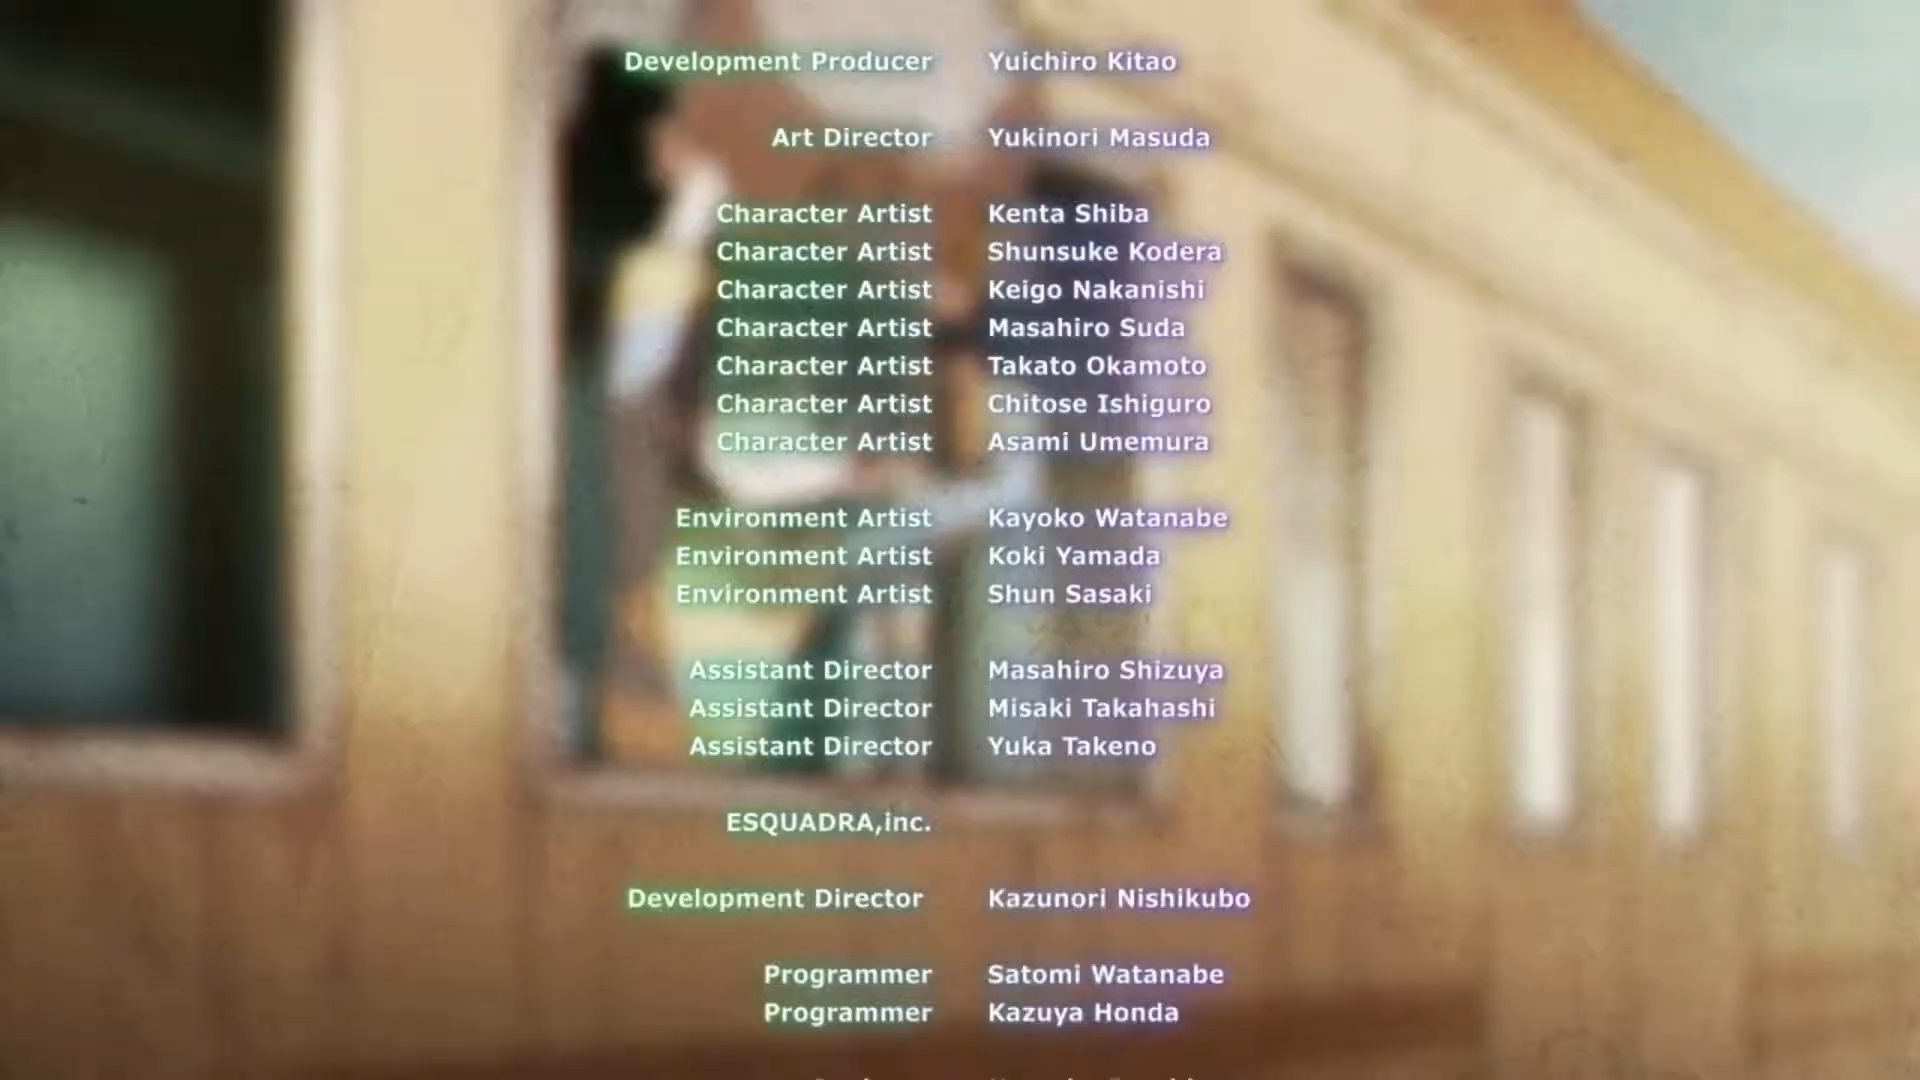 Development Producer Yuichiro Kitao
Art Director Yukinori Masuda
Character Artist Kenta Shiba
Character Artist Shunsuke Kodera
Character Artist Keigo Nakanishi
Character Artist Masahiro Suda
Character Artist Takato Okamoto
Character Artist Chitose Ishiguro
Character Artist Asami Umemura
Environment Artist Kayoko Watanabe
Environment Artist Koki Yamada
Environment Artist Shun Sasaki
Assistant Director Masahiro Shizuya
Assistant Director Misaki Takahashi
Assistant Director Yuka Takeno
ESQUADRA,inc.
Development Director Kazunori Nishikubo
Programmer Satomi Watanabe
Programmer Kazuya Honda